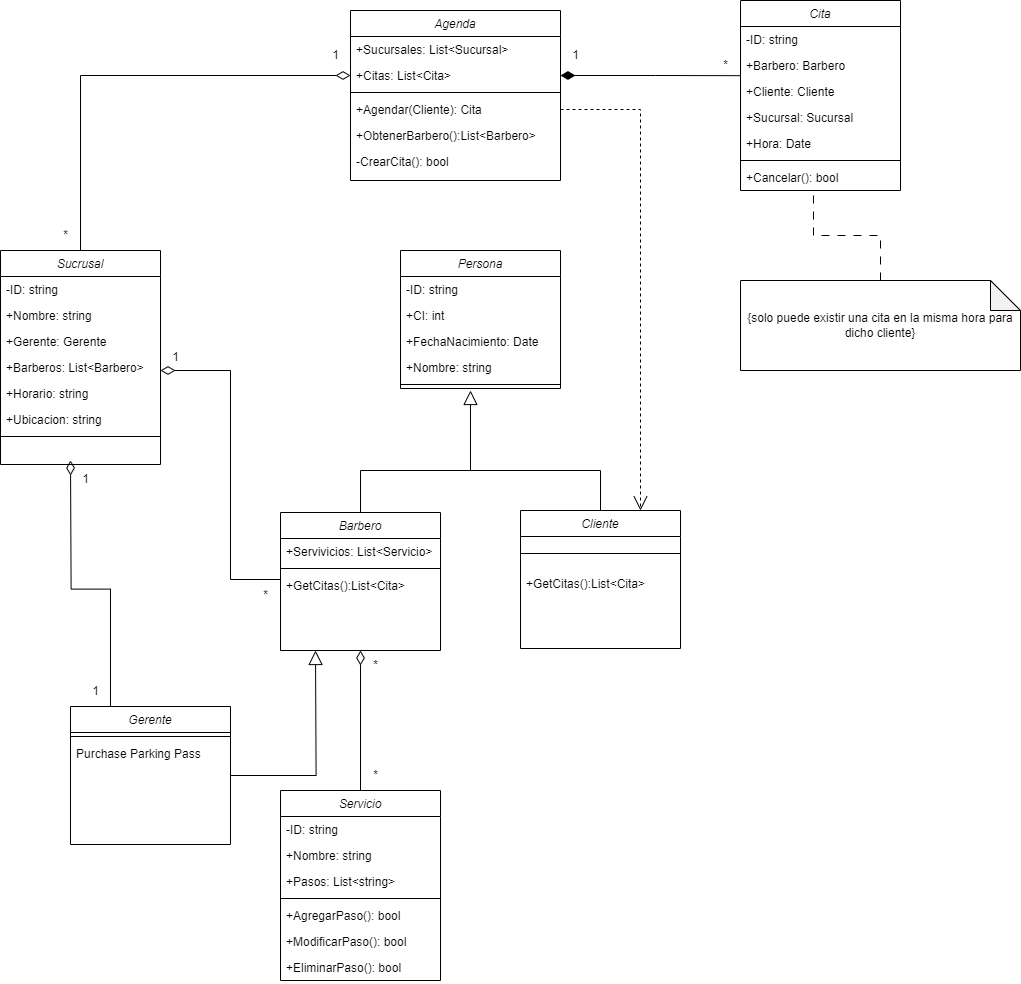 Agenda
+Sucursales: List<Sucursal>
+Citas: List<Cita>
+Agendar(Cliente): Cita
+ObtenerBarbero():List<Barbero>
-CrearCita(): bool
1
*
1
*
Cita
-ID: string
+Barbero: Barbero
+Cliente: Cliente
+Sucursal: Sucursal
+Hora: Date
+Cancelar(): bool
{solo puede existir una cita en la misma hora para
dicho cliente}
Sucrusal
-ID: string
+Nombre: string
+Gerente: Gerente
+Barberos: List<Barbero>
+Horario: string
+Ubicacion: string
1
*
1
1
Persona
-ID: string
+CI: int
+FechaNacimiento: Date
+Nombre: string
Barbero
+Servivicios: List<Servicio>
+GetCitas():List<Cita>
*
*
Cliente
+GetCitas():List<Cita>
Gerente
Purchase Parking Pass
Servicio
-ID: string
+Nombre: string
+Pasos: List<string>
+AgregarPaso(): bool
+ModificarPaso(): bool
+EliminarPaso(): bool